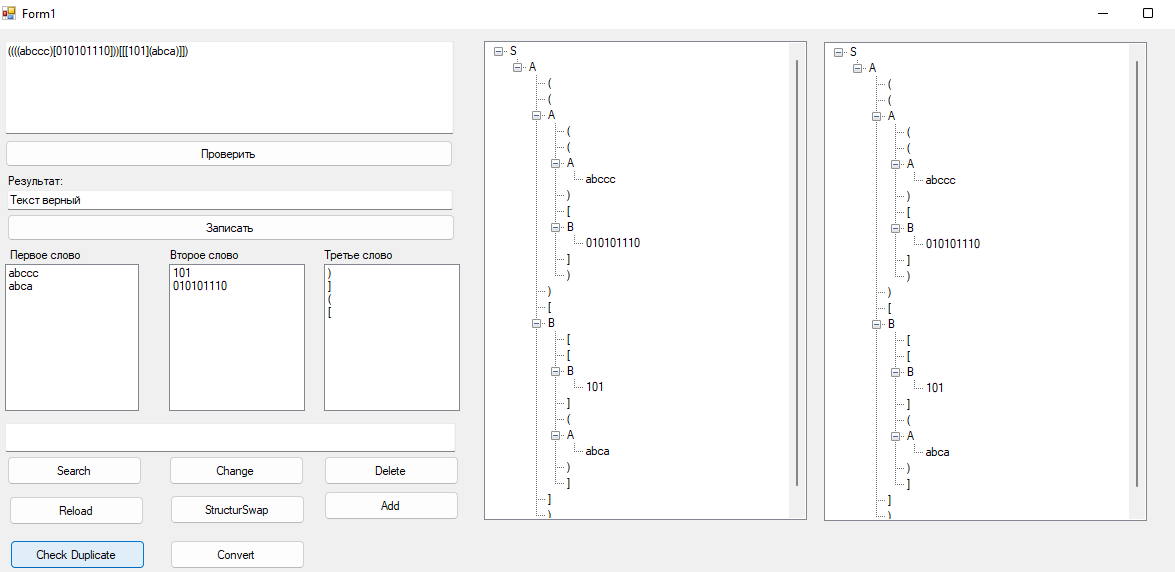 Form1
((((abccc)[010101110]))[[[101](abca)]])
Проверить
Результат:
Текст верный
Записать
Первое слово
abccc
abca
Второе слово
101
010101110
Третье слово
)
]
(
[
Search
Change
Delete
Reload
StructurSwap
Add
Check Duplicate
Convert
S
A
(
(
A
(
(
A
abccc
)
[
B
010101110
]
)
)
[
B
[
[
B
101
]
(
A
abca
)
]
]
)
S
A
(
(
A
(
(
A
abccc
)
[
B
010101110
]
)
)
[
B
[
[
B
101
]
(
A
abca
)
]
]
)